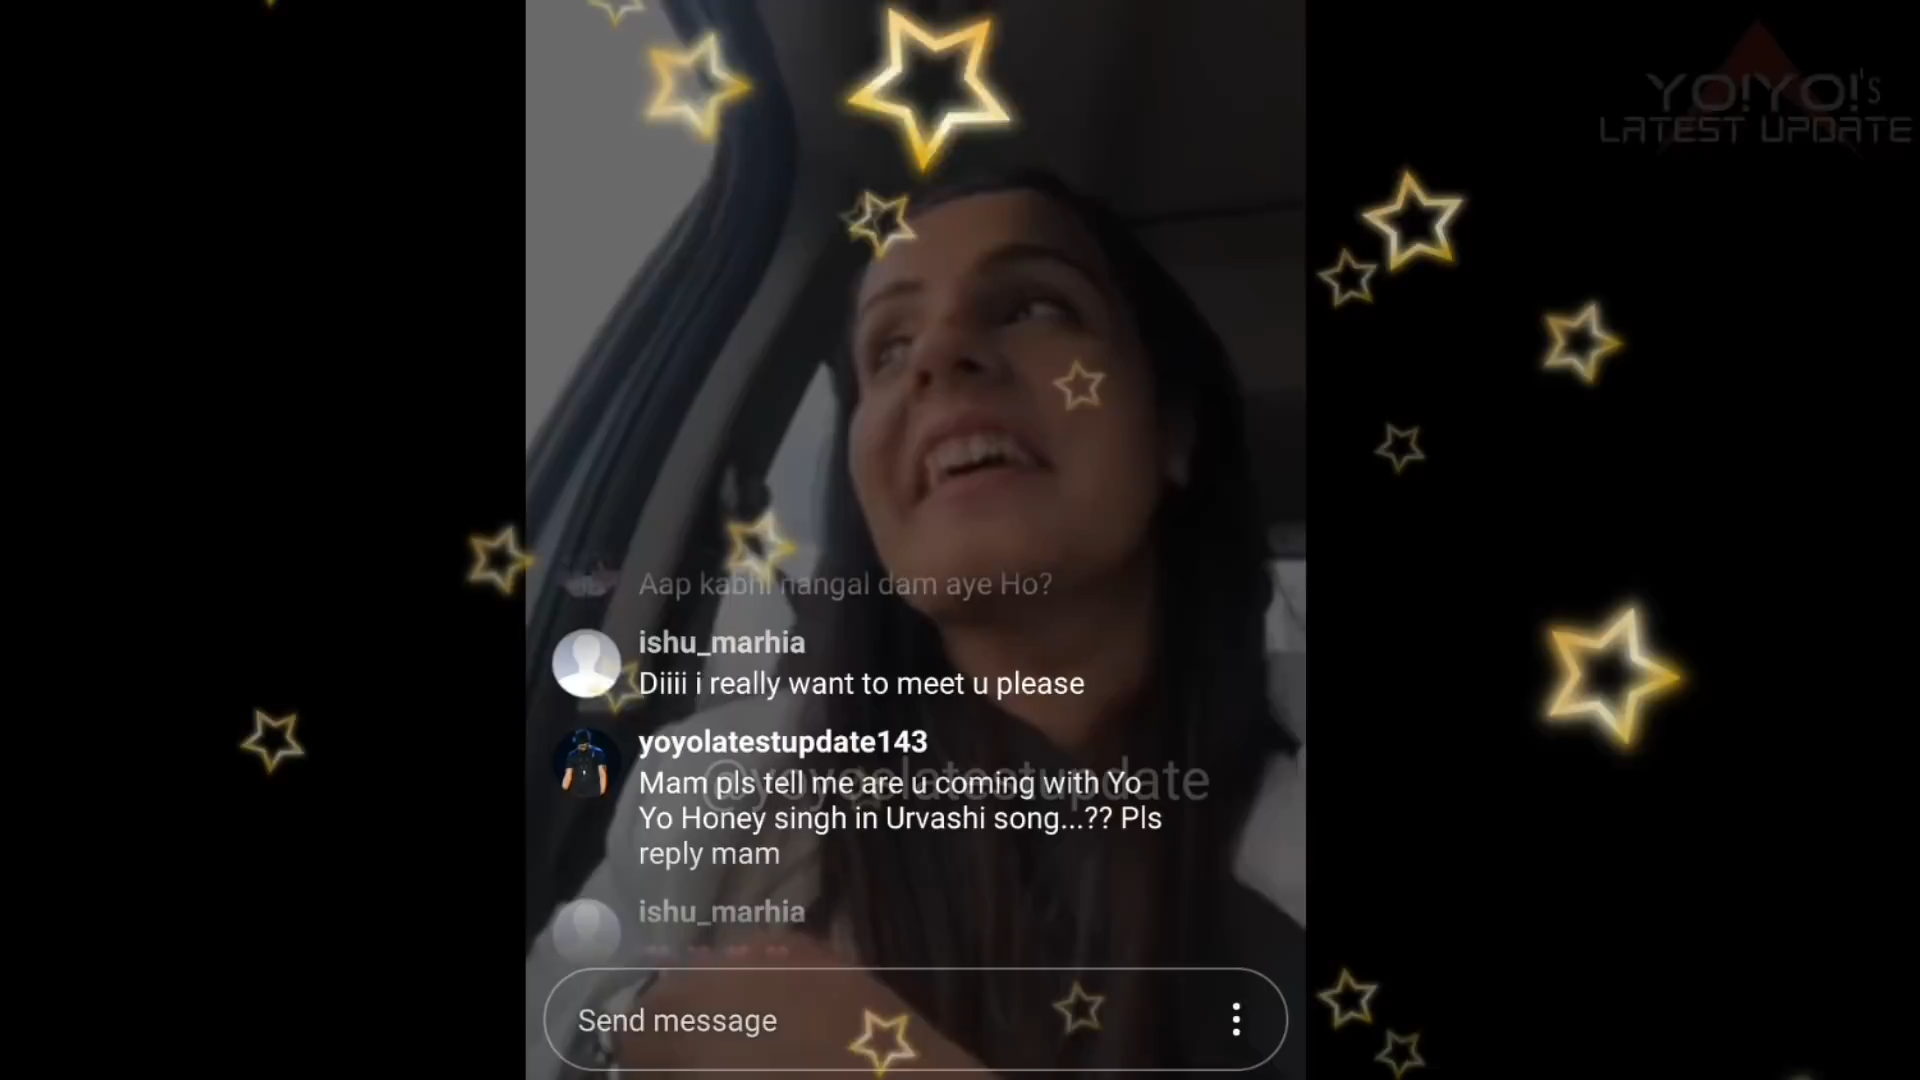 YO!YO!'s
LATEST UPDATE
Aap kabhi nangal dam aye Ho?
ishu_marhia
Diiii i really want to meet u please
yoyolatestupdate143
@yoyoolatestupdate
Mam pls tell me are u coming with Yo
Yo Honey singh in Urvashi song...?? Pls
reply mam
ishu_marhia
Send message